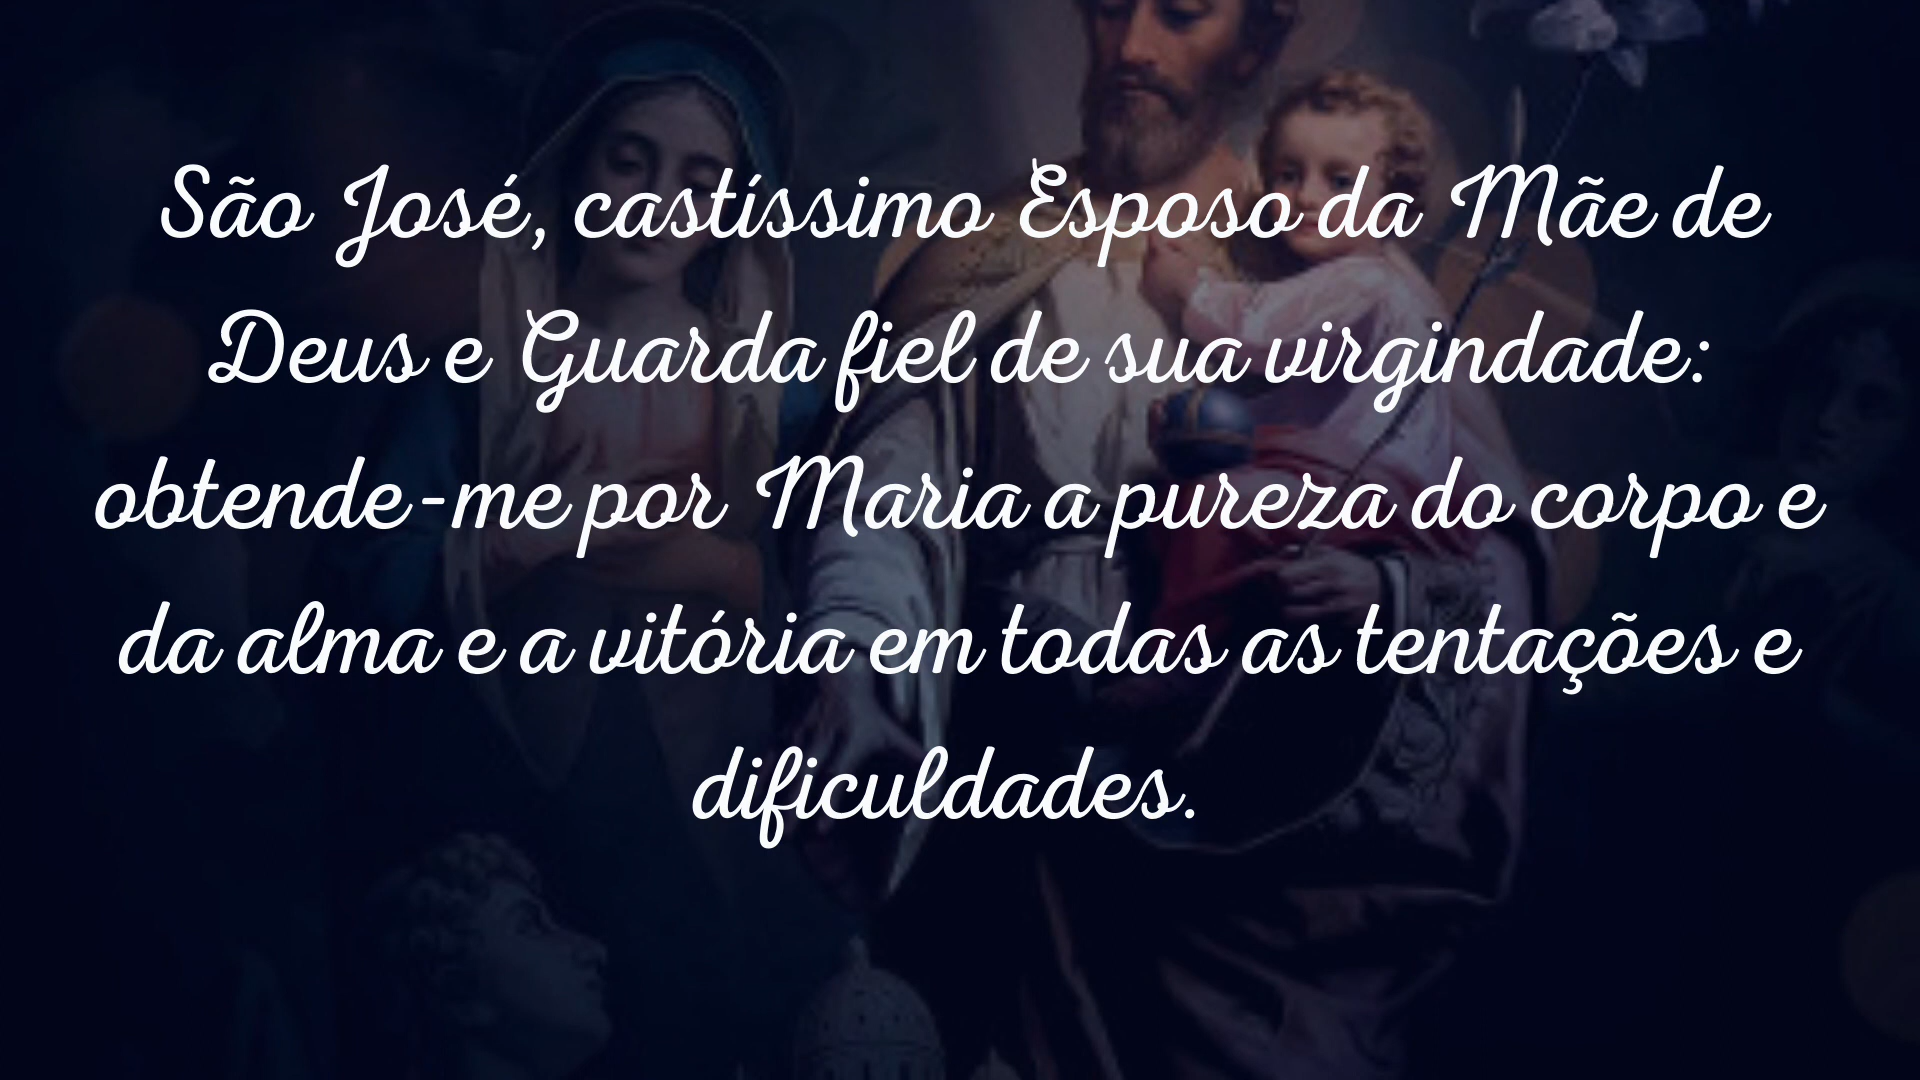 São José, castíssimo Esposo da Mãe de
Deus e Guarda fiel de sua virgindade:
obtende-me por Maria a pureza do corpo e
da alma e a vitória em todas as tentações e
dificuldades.